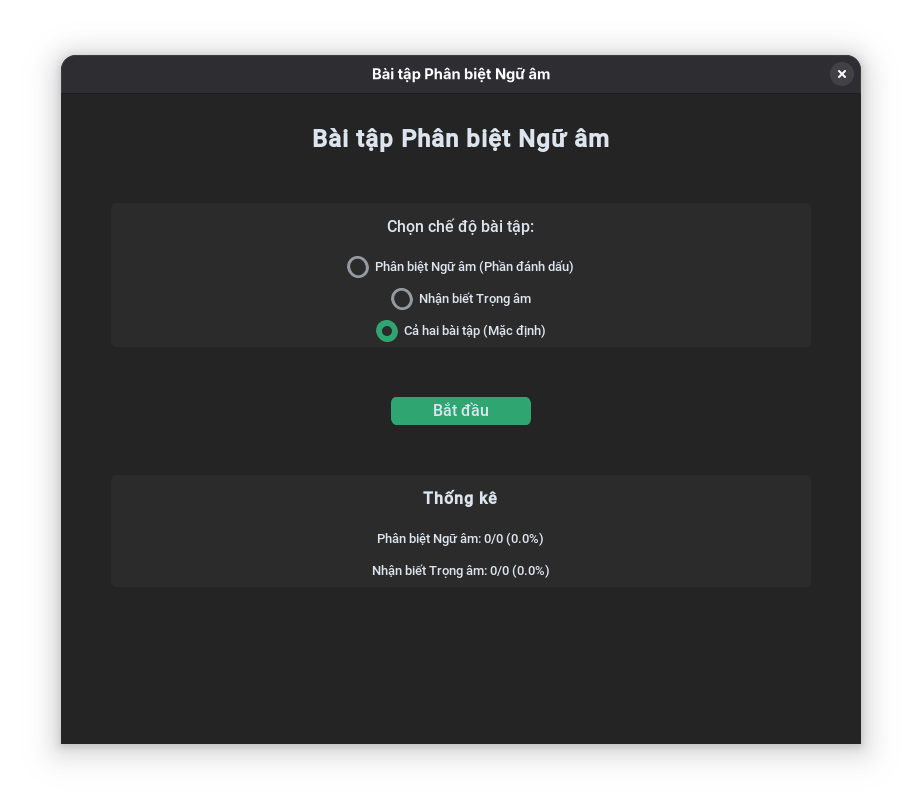 Bài tập Phân biệt Ngữ âm
Bài tập Phân biệt Ngữ âm
Chọn chế độ bài tập:
Phân biệt Ngữ âm (Phần đánh dấu)
Nhận biết Trọng âm
Cả hai bài tập (Mặc định)
Bắt đầu
Thống kê
Phân biệt Ngữ âm: 0/0 (0.0%)
Nhận biết Trọng âm: 0/0 (0.0%)